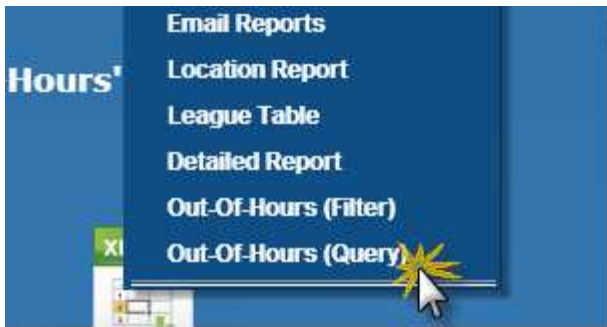 Email Reports
Location Report
-Hours'
League Table
Detailed Report
Out-Of-Hours (Filter)
Out-Of-Hours (Query)